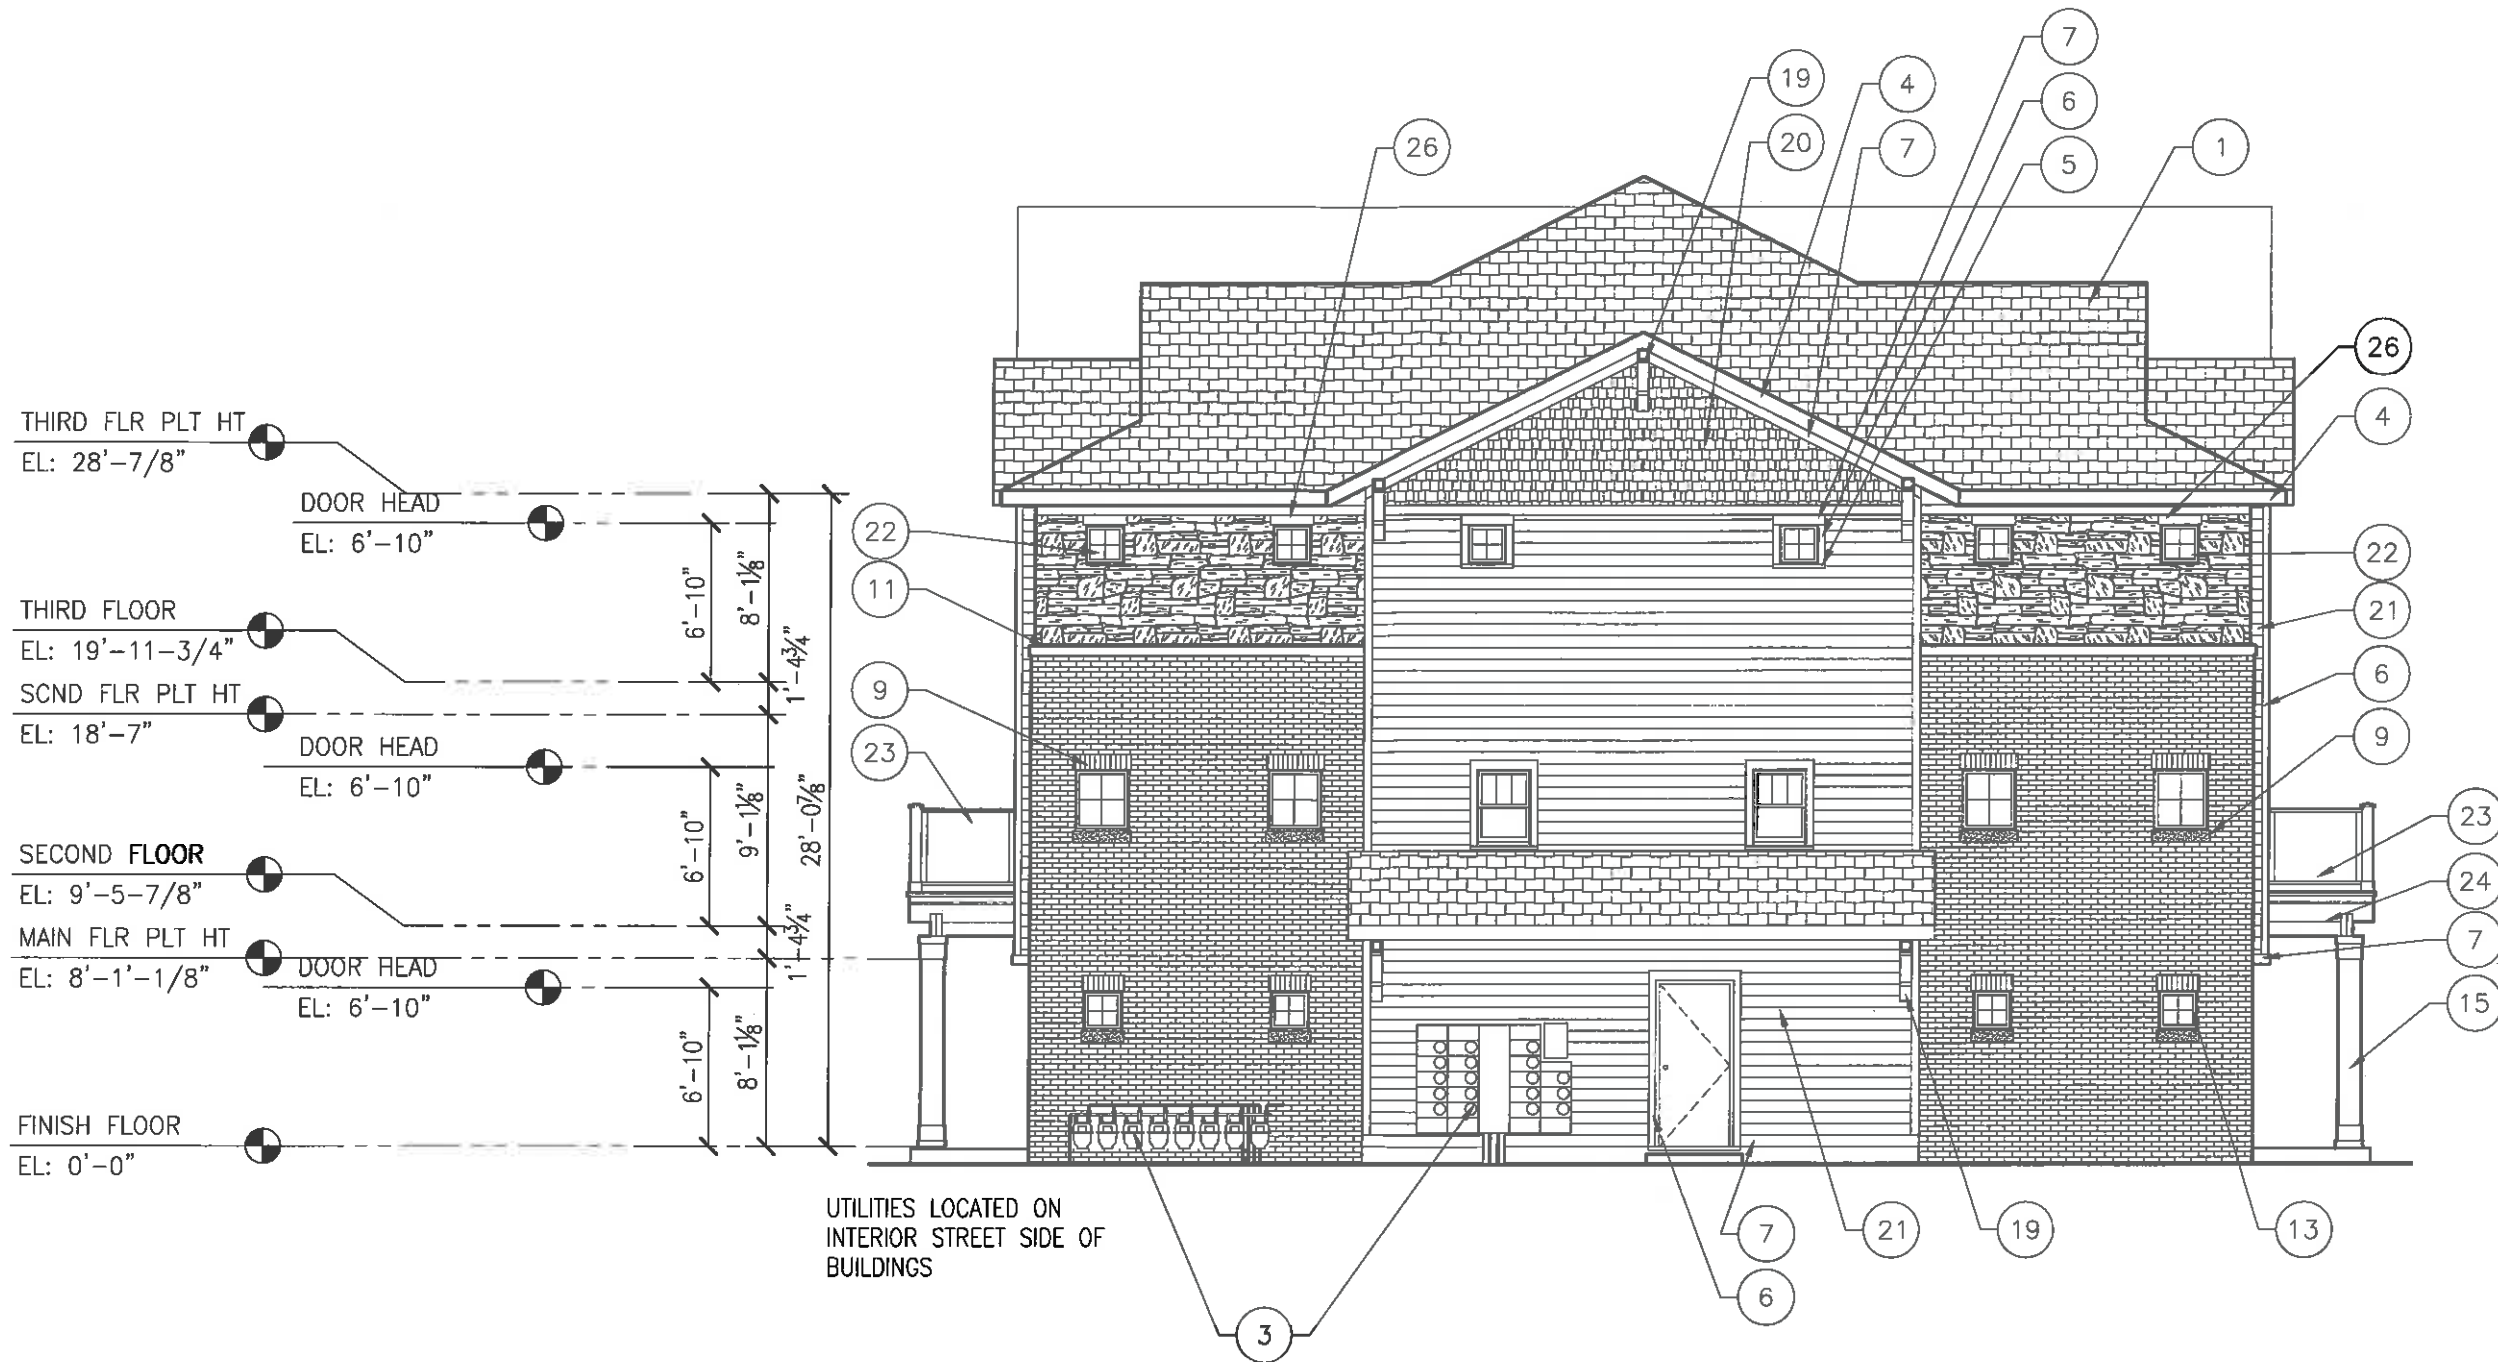 THIRD FLR PLT HT
EL: 28'-7/8"
DOOR HEAD
EL: 6'-10"
THIRD FLOOR
EL: 19'-11-3/4"
SCND FLR PLT HT
EL: 18'-7"
DOOR HEAD
EL: 6'-10"
SECOND FLOOR
EL: 9'-5-7/8"
MAIN FLR PLT HT
EL: 8'-1'-1/8"
DOOR HEAD
EL: 6'-10"
FINISH FLOOR
EL: 0'-0"
6'-10"
8'-1⅛"
1'-4¾"
6'-10"
9'-1⅛"
28'-0⅞"
1'-4¾"
6'-10"
8'-1⅛"
22
11
9
23
26
19
20
4
7
7
6
5
1
26
4
22
21
6
9
23
24
7
15
13
19
21
7
6
3
UTILITIES LOCATED ON
INTERIOR STREET SIDE OF
BUILDINGS